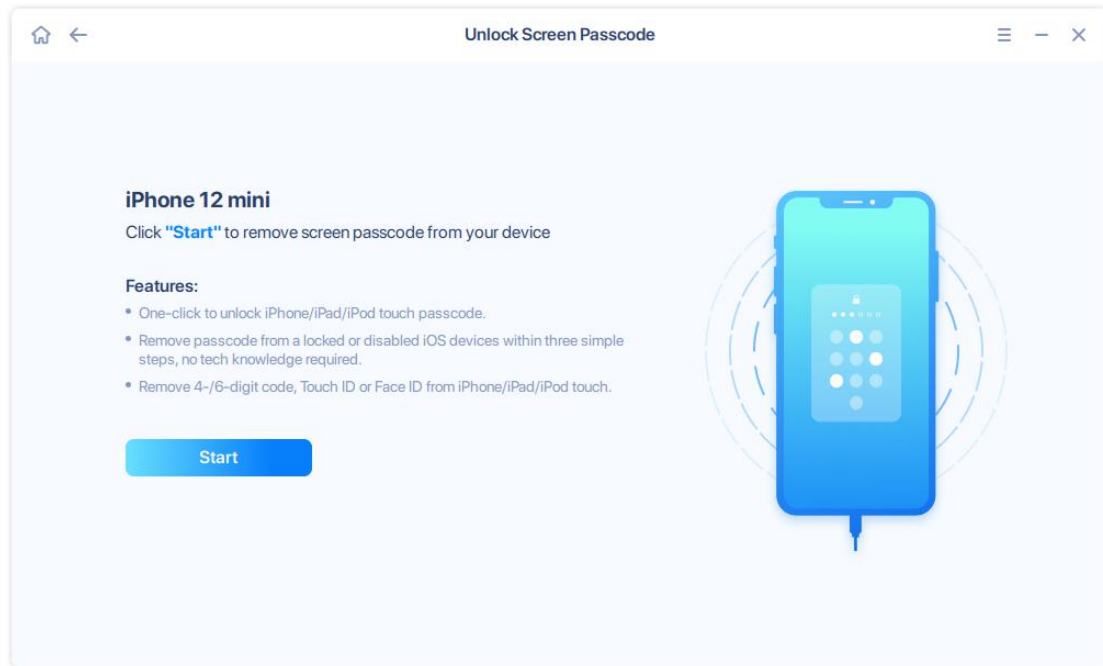 Unlock Screen Passcode
iPhone 12 mini
Click "Start" to remove screen passcode from your device
Features:
• One-click to unlock iPhone/iPad/iPod touch passcode.
• Remove passcode from a locked or disabled iOS devices within three simple
steps, no tech knowledge required.
• Remove 4-/6-digit code, Touch ID or Face ID from iPhone/iPad/iPod touch.
Start